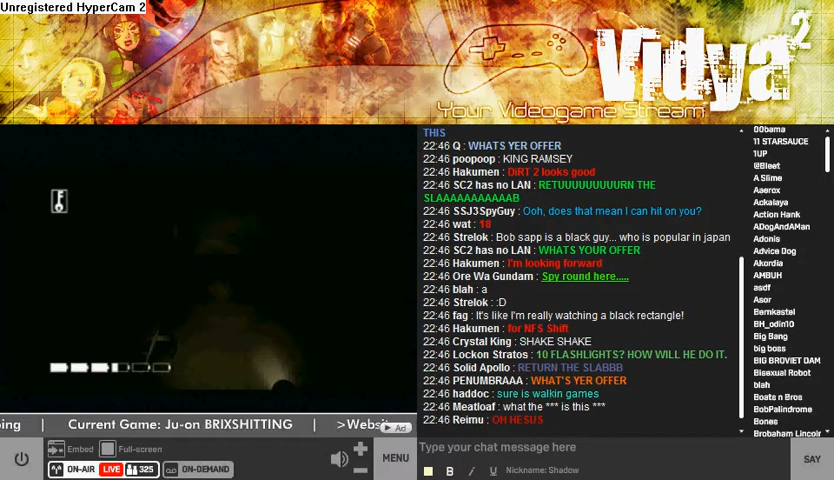 Unregistered HyperCam 2
Vidya2
Your Videogame Stream
THIS
22:46 Q : WHATS YER OFFER
22:46 poopoop : KING RAMSEY
22:46 Hakumen : DiRT 2 looks good
22:46 SC2 has no LAN : RETUUUUUUUURN THE
SLAAAAAAAAAAB
22:46 SSJ3SpyGuy : Ooh, does that mean I can hit on you?
22:46 wat : 18
22:46 Strelok : Bob sapp is a black guy... who is popular in japan
22:46 SC2 has no LAN : WHATS YOUR OFFER
22:46 Hakumen : I'm looking forward
22:46 Ore Wa Gundam : Spy round here.....
22:46 blah : a
22:46 Strelok : :D
22:46 fag : It's like I'm really watching a black rectangle!
22:46 Hakumen : for NFS Shift
22:46 Crystal King : SHAKE SHAKE
22:46 Lockon Stratos : 10 FLASHLIGHTS? HOW WILL HE DO IT.
22:46 Solid Apollo : RETURN THE SLABBB
22:46 PENUMBRAAA : WHAT'S YER OFFER
22:46 haddoc : sure is walkin games
22:46 Meatloaf : what the *** is this ***
22:46 Reimu : OH HESUS
00bama
11 STARSAUCE
1UP
@Bleet
A Slime
Aaerox
Ackalaya
Action Hank
ADogAndAMan
Adonis
Advice Dog
Akordia
AMBUH
asdf
Asor
Bernkastel
BH_odin10
Big Bang
big boss
BIG BROVIET DAM
Bisexual Robot
blah
Boats n Bros
BobPalindrome
Bones
Brobaham Lincoln
ping | Current Game: Ju-on BRIXSHITTING | >Websit
Ad
Embed Full-screen
ON-AIR LIVE 325 ON-DEMAND
MENU
Type your chat message here
B I U Nickname: Shadow
SAY